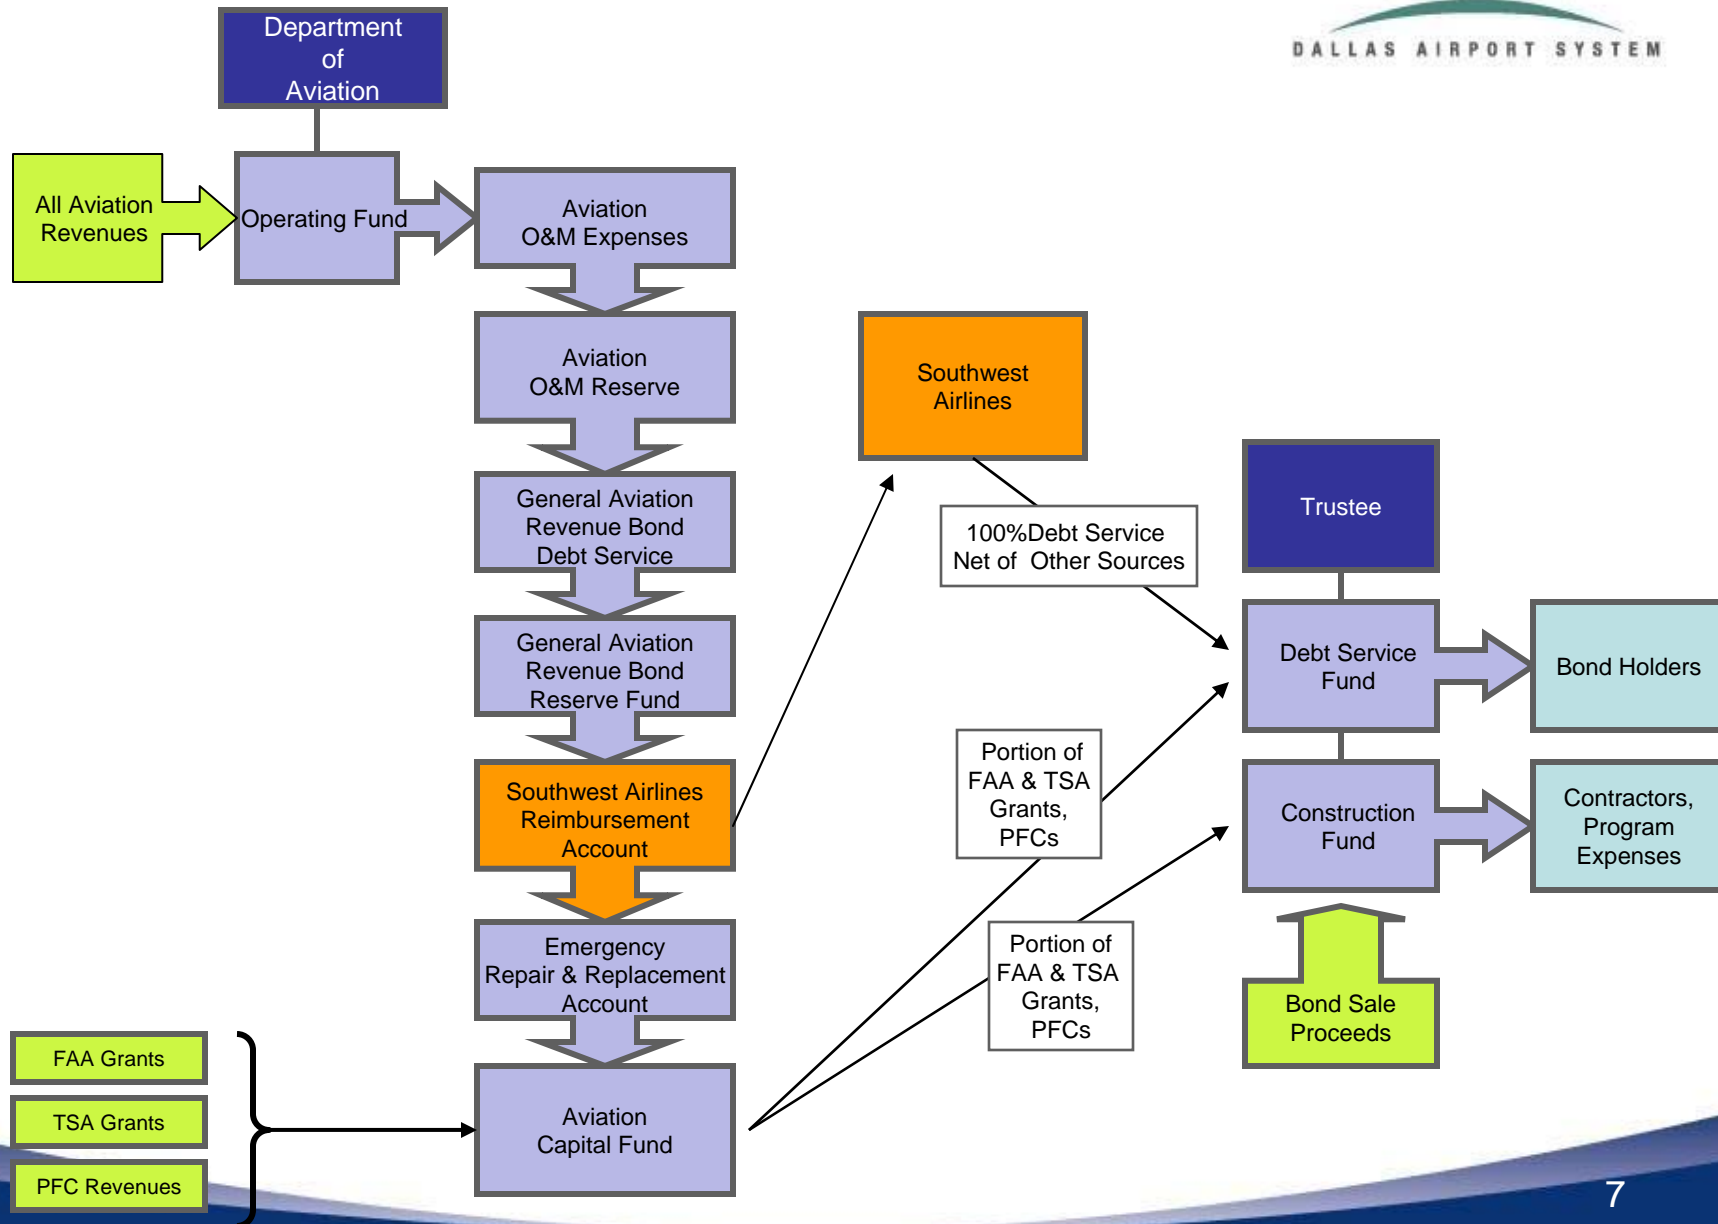 Department
of
Aviation
DALLAS AIRPORT SYSTEM
All Aviation
Revenues
Operating Fund
Aviation
O&M Expenses
Aviation
O&M Reserve
General Aviation
Revenue Bond
Debt Service
General Aviation
Revenue Bond
Reserve Fund
Southwest Airlines
Reimbursement
Account
Emergency
Repair & Replacement
Account
Aviation
Capital Fund
FAA Grants
TSA Grants
PFC Revenues
Southwest
Airlines
100%Debt Service
Net of Other Sources
Portion of
FAA & TSA
Grants,
PFCs
Portion of
FAA & TSA
Grants,
PFCs
Trustee
Debt Service
Fund
Bond Holders
Construction
Fund
Contractors,
Program
Expenses
Bond Sale
Proceeds
7